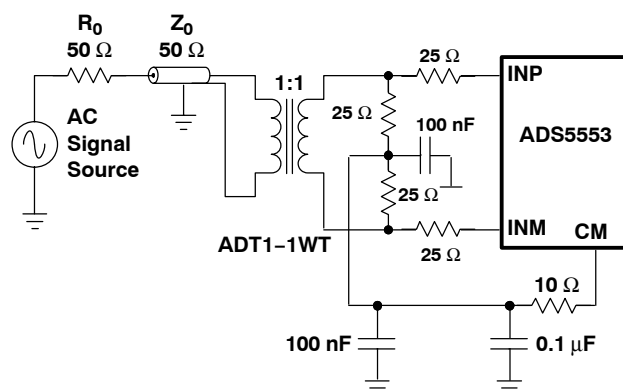 R0
50 Ω
Z0
50 Ω
1:1
25 Ω
INP
AC
Signal
Source
25 Ω
100 nF
ADS5553
25 Ω
ADT1−1WT
25 Ω
INM
CM
10 Ω
100 nF
0.1 μF